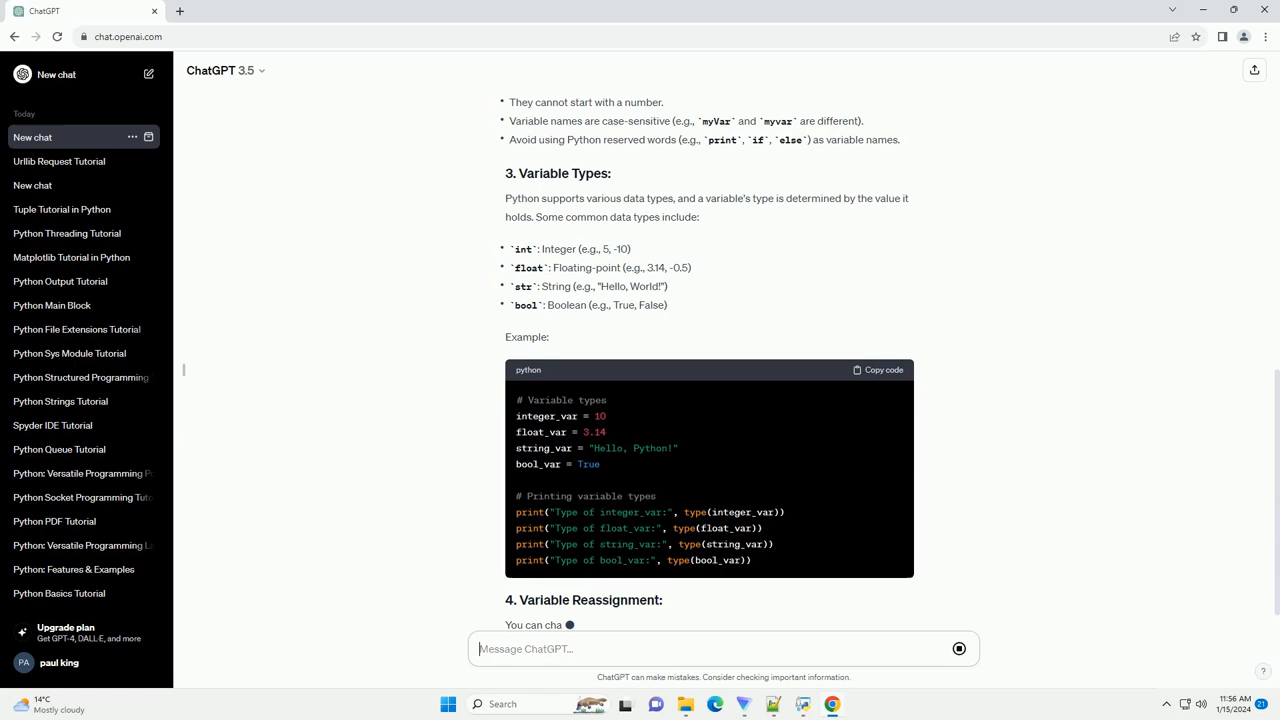 ChatGPT
chat.openai.com
New chat
ChatGPT 3.5
Today
New chat
Urllib Request Tutorial
New chat
Tuple Tutorial in Python
Python Threading Tutorial
Matplotlib Tutorial in Python
Python Output Tutorial
Python Main Block
Python File Extensions Tutorial
Python Sys Module Tutorial
Python Structured Programming
Python Strings Tutorial
Spyder IDE Tutorial
Python Queue Tutorial
Python: Versatile Programming
Python Socket Programming Tuto
Python PDF Tutorial
Python: Versatile Programming
Python: Features & Examples
Python Basics Tutorial
Upgrade plan
Get GPT-4, DALL·E, and more
PA
paul king
• They cannot start with a number.
• Variable names are case-sensitive (e.g., `myVar` and `myvar` are different).
• Avoid using Python reserved words (e.g., `print`, `if`, `else`) as variable names.
3. Variable Types:
Python supports various data types, and a variable's type is determined by the value it
holds. Some common data types include:
• `int`: Integer (e.g., 5, -10)
• `float`: Floating-point (e.g., 3.14, -0.5)
• `str`: String (e.g., "Hello, World!")
• `bool`: Boolean (e.g., True, False)
Example:
python
Copy code
# Variable types
integer_var = 10
float_var = 3.14
string_var = "Hello, Python!"
bool_var = True
# Printing variable types
print("Type of integer_var:", type(integer_var))
print("Type of float_var:", type(float_var))
print("Type of string_var:", type(string_var))
print("Type of bool_var:", type(bool_var))
4. Variable Reassignment:
You can cha
Message ChatGPT...
ChatGPT can make mistakes. Consider checking important information.
?
14°C
Mostly cloudy
Search
11:56 AM
1/15/2024
21